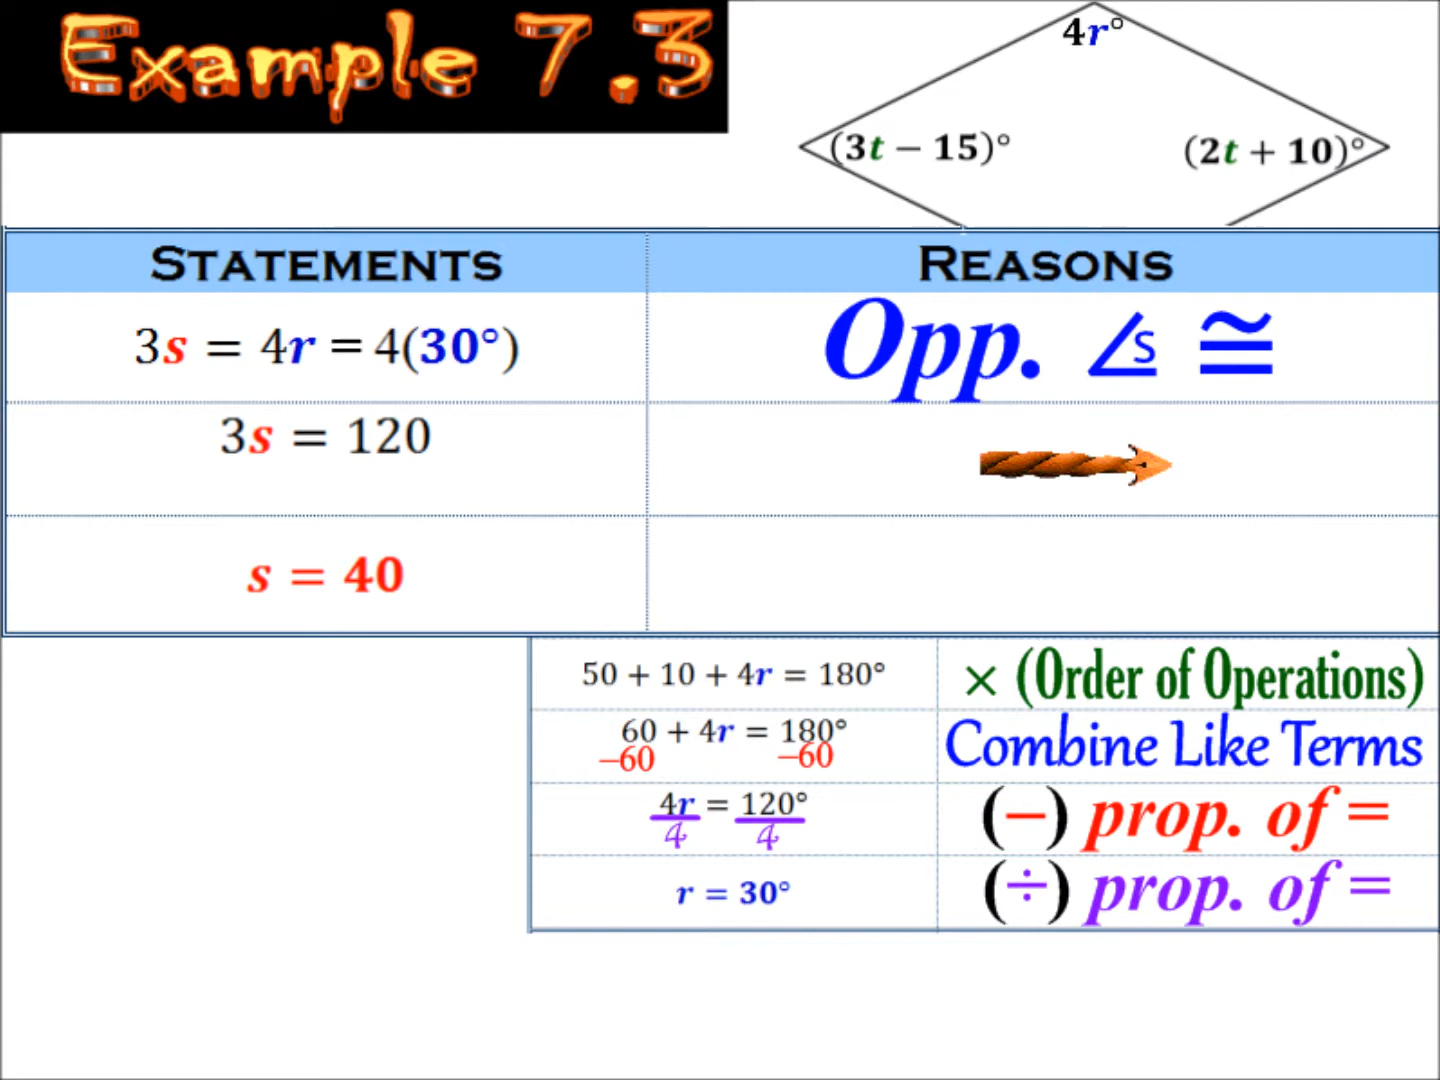 Example 7.3
4r°
(3t − 15)°
(2t + 10)°
STATEMENTS
REASONS
3s = 4r = 4(30°)
Opp. ∠s ≅
3s = 120
s = 40
50 + 10 + 4r = 180°
× (Order of Operations)
60 + 4r = 180°
−60 −60
Combine Like Terms
4r = 120°
4 4
(−) prop. of =
r = 30°
(÷) prop. of =